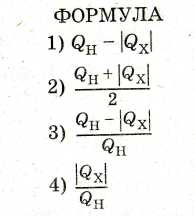 ФОРМУЛА
1) Q_Н − |Q_Х|
2) (Q_Н + |Q_Х|)/2
3) (Q_Н − |Q_Х|)/Q_Н
4) |Q_Х|/Q_Н